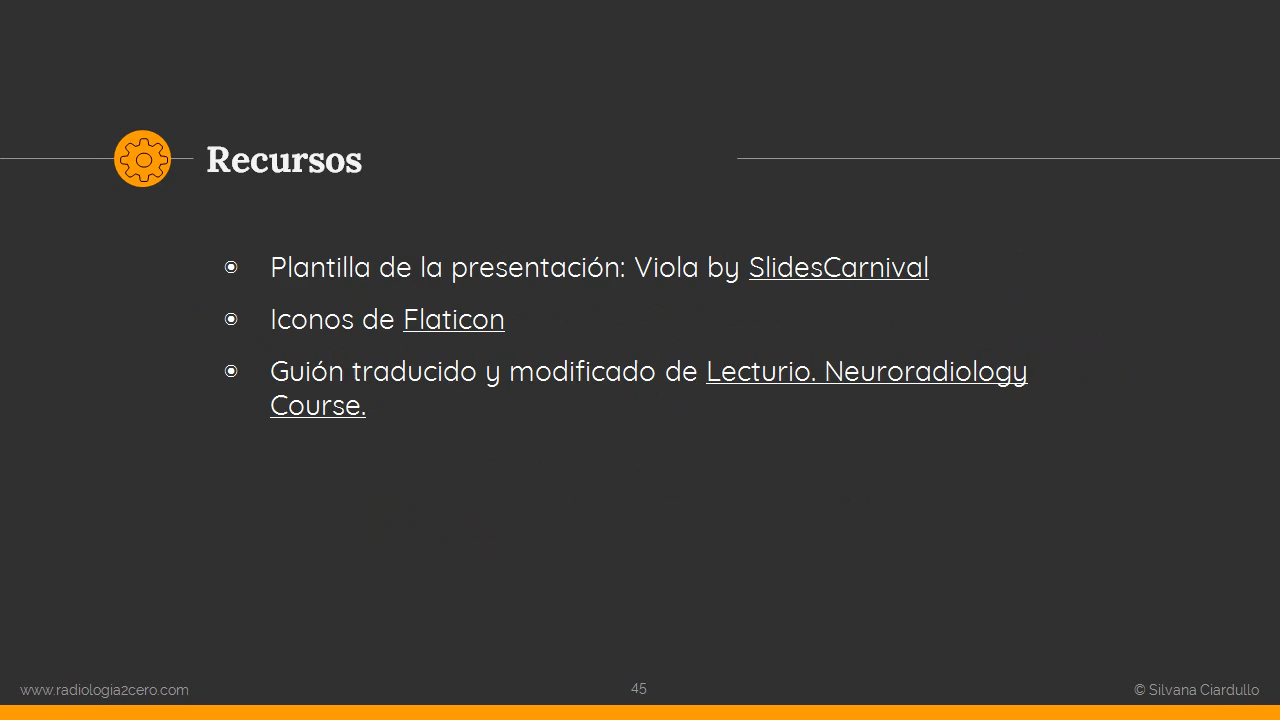 Recursos
◉ Plantilla de la presentación: Viola by SlidesCarnival
◉ Iconos de Flaticon
◉ Guión traducido y modificado de Lecturio. Neuroradiology
Course.
www.radiologia2cero.com
45
© Silvana Ciardullo